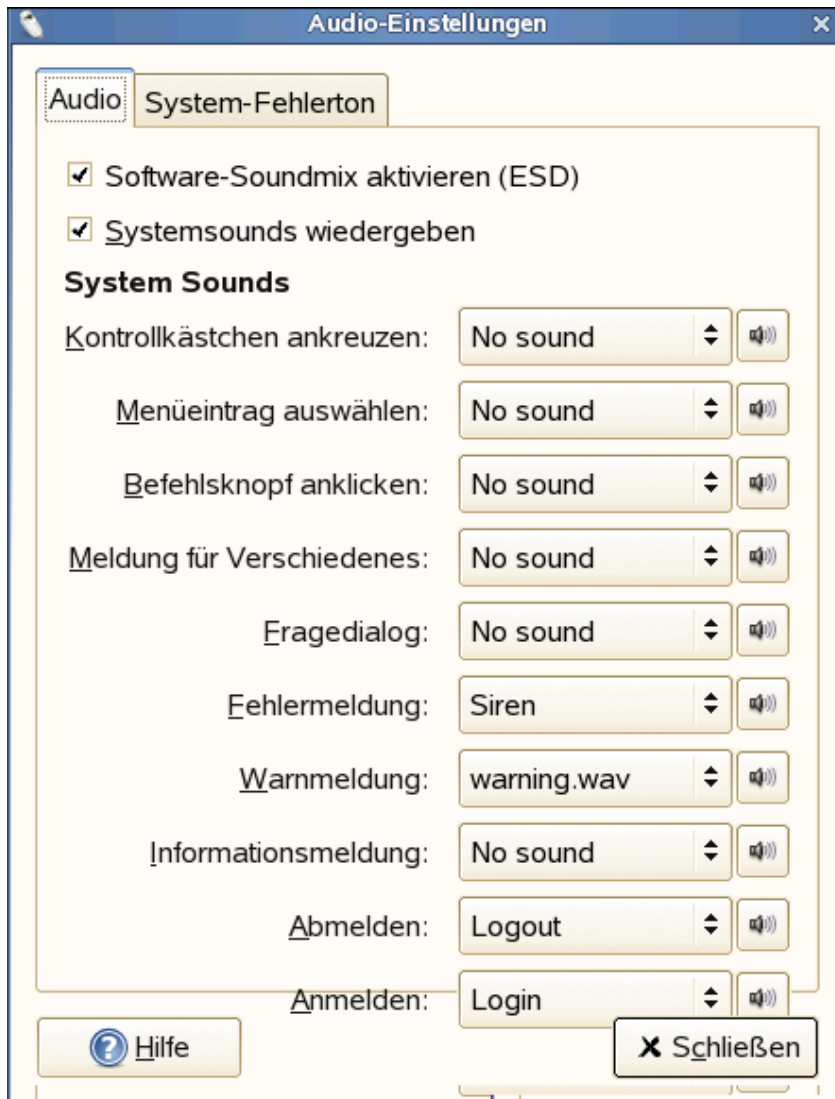 Audio-Einstellungen
Audio
System-Fehlerton
Software-Soundmix aktivieren (ESD)
Systemsounds wiedergeben
System Sounds
Kontrollkästchen ankreuzen: No sound
Menüeintrag auswählen: No sound
Befehlsknopf anklicken: No sound
Meldung für Verschiedenes: No sound
Fragedialog: No sound
Fehlermeldung: Siren
Warnmeldung: warning.wav
Informationsmeldung: No sound
Abmelden: Logout
Anmelden: Login
Hilfe
Schließen